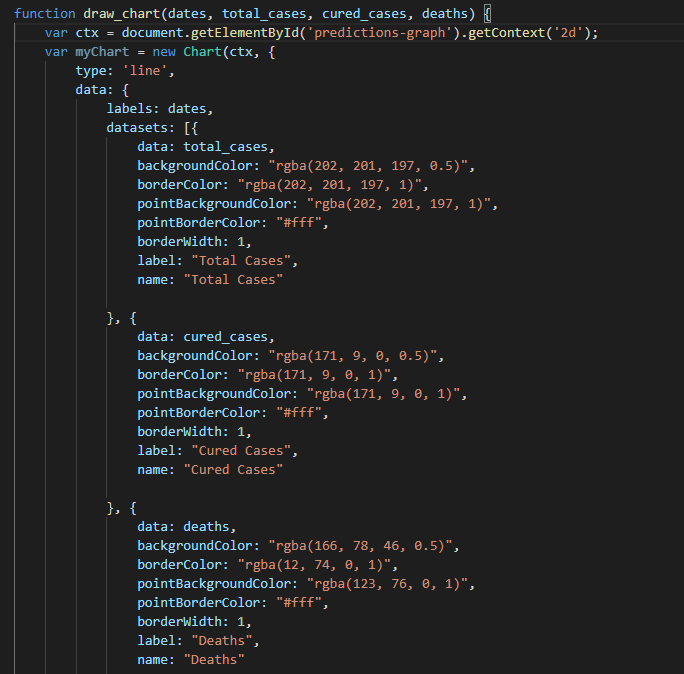 function draw_chart(dates, total_cases, cured_cases, deaths) {
    var ctx = document.getElementById('predictions-graph').getContext('2d');
    var myChart = new Chart(ctx, {
        type: 'line',
        data: {
            labels: dates,
            datasets: [{
                data: total_cases,
                backgroundColor: "rgba(202, 201, 197, 0.5)",
                borderColor: "rgba(202, 201, 197, 1)",
                pointBackgroundColor: "rgba(202, 201, 197, 1)",
                pointBorderColor: "#fff",
                borderWidth: 1,
                label: "Total Cases",
                name: "Total Cases"

            }, {
                data: cured_cases,
                backgroundColor: "rgba(171, 9, 0, 0.5)",
                borderColor: "rgba(171, 9, 0, 1)",
                pointBackgroundColor: "rgba(171, 9, 0, 1)",
                pointBorderColor: "#fff",
                borderWidth: 1,
                label: "Cured Cases",
                name: "Cured Cases"

            }, {
                data: deaths,
                backgroundColor: "rgba(166, 78, 46, 0.5)",
                borderColor: "rgba(12, 74, 0, 1)",
                pointBackgroundColor: "rgba(123, 76, 0, 1)",
                pointBorderColor: "#fff",
                borderWidth: 1,
                label: "Deaths",
                name: "Deaths"